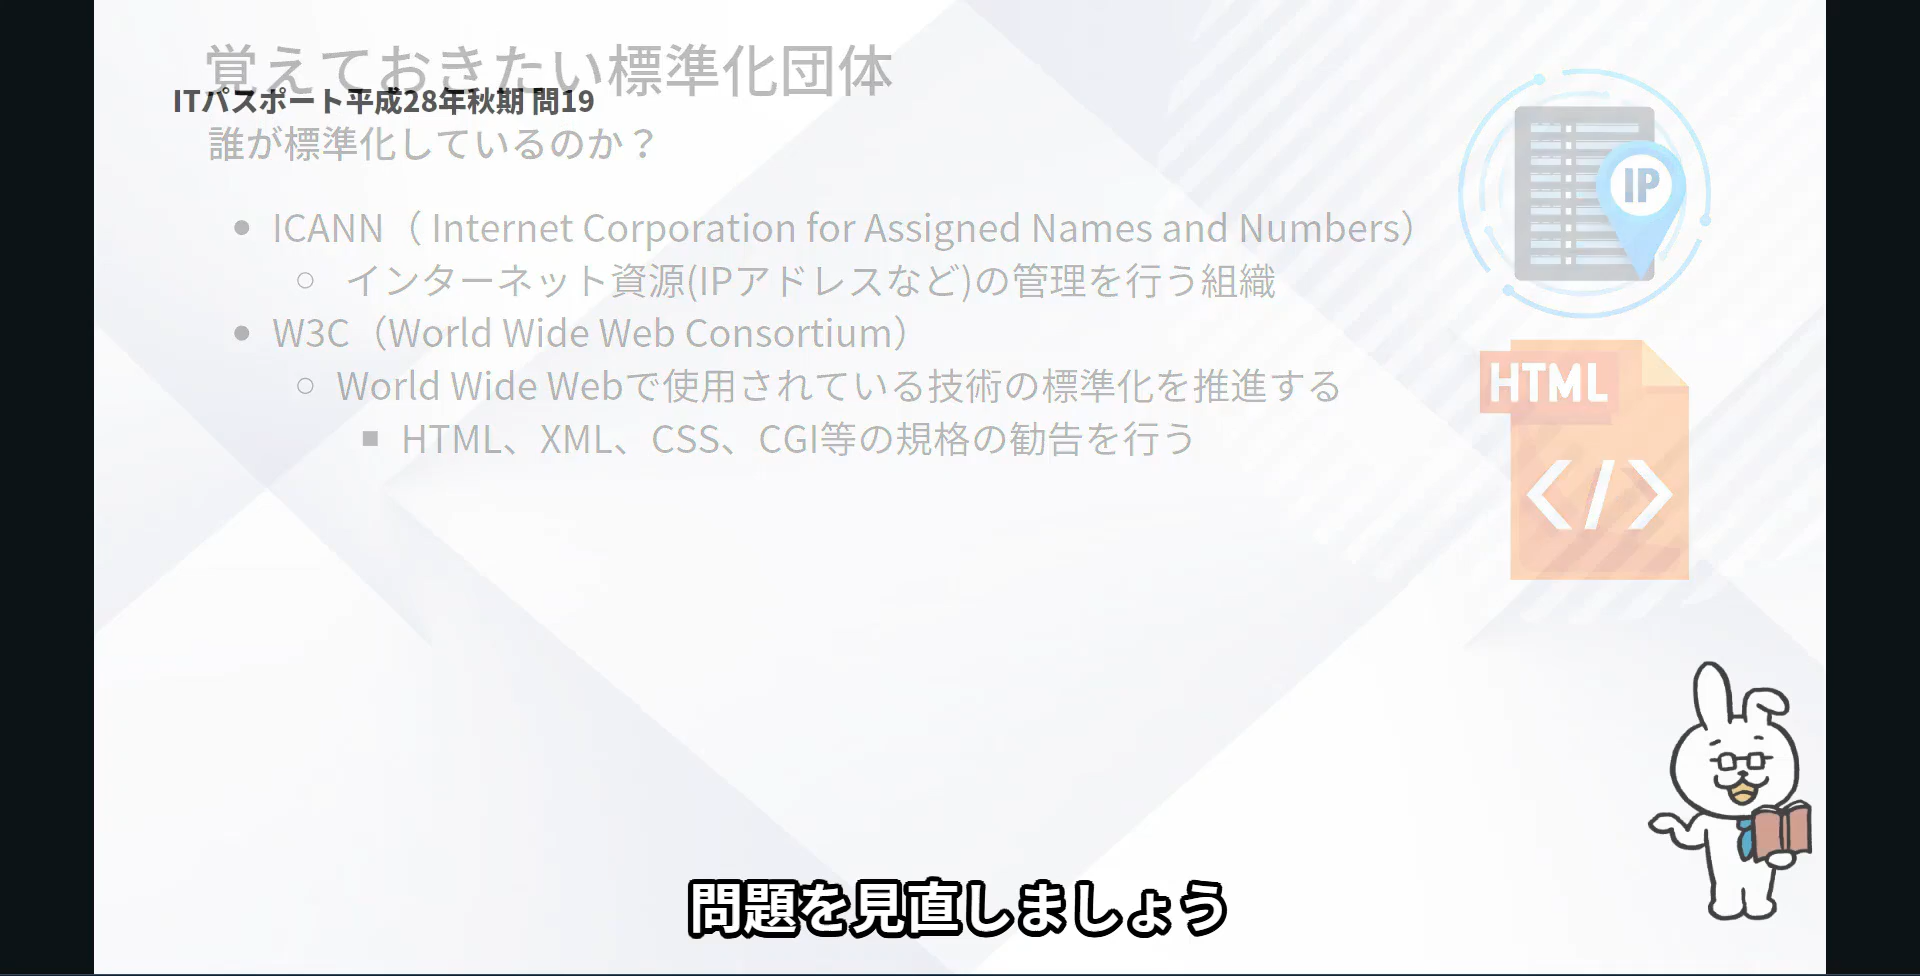 覚えておきたい標準化団体
ITパスポート平成28年秋期 問19
誰が標準化しているのか？
● ICANN（ Internet Corporation for Assigned Names and Numbers）
○ インターネット資源(IPアドレスなど)の管理を行う組織
● W3C（World Wide Web Consortium）
○ World Wide Webで使用されている技術の標準化を推進する
■ HTML、XML、CSS、CGI等の規格の勧告を行う
IP
HTML
</>
問題を見直しましょう